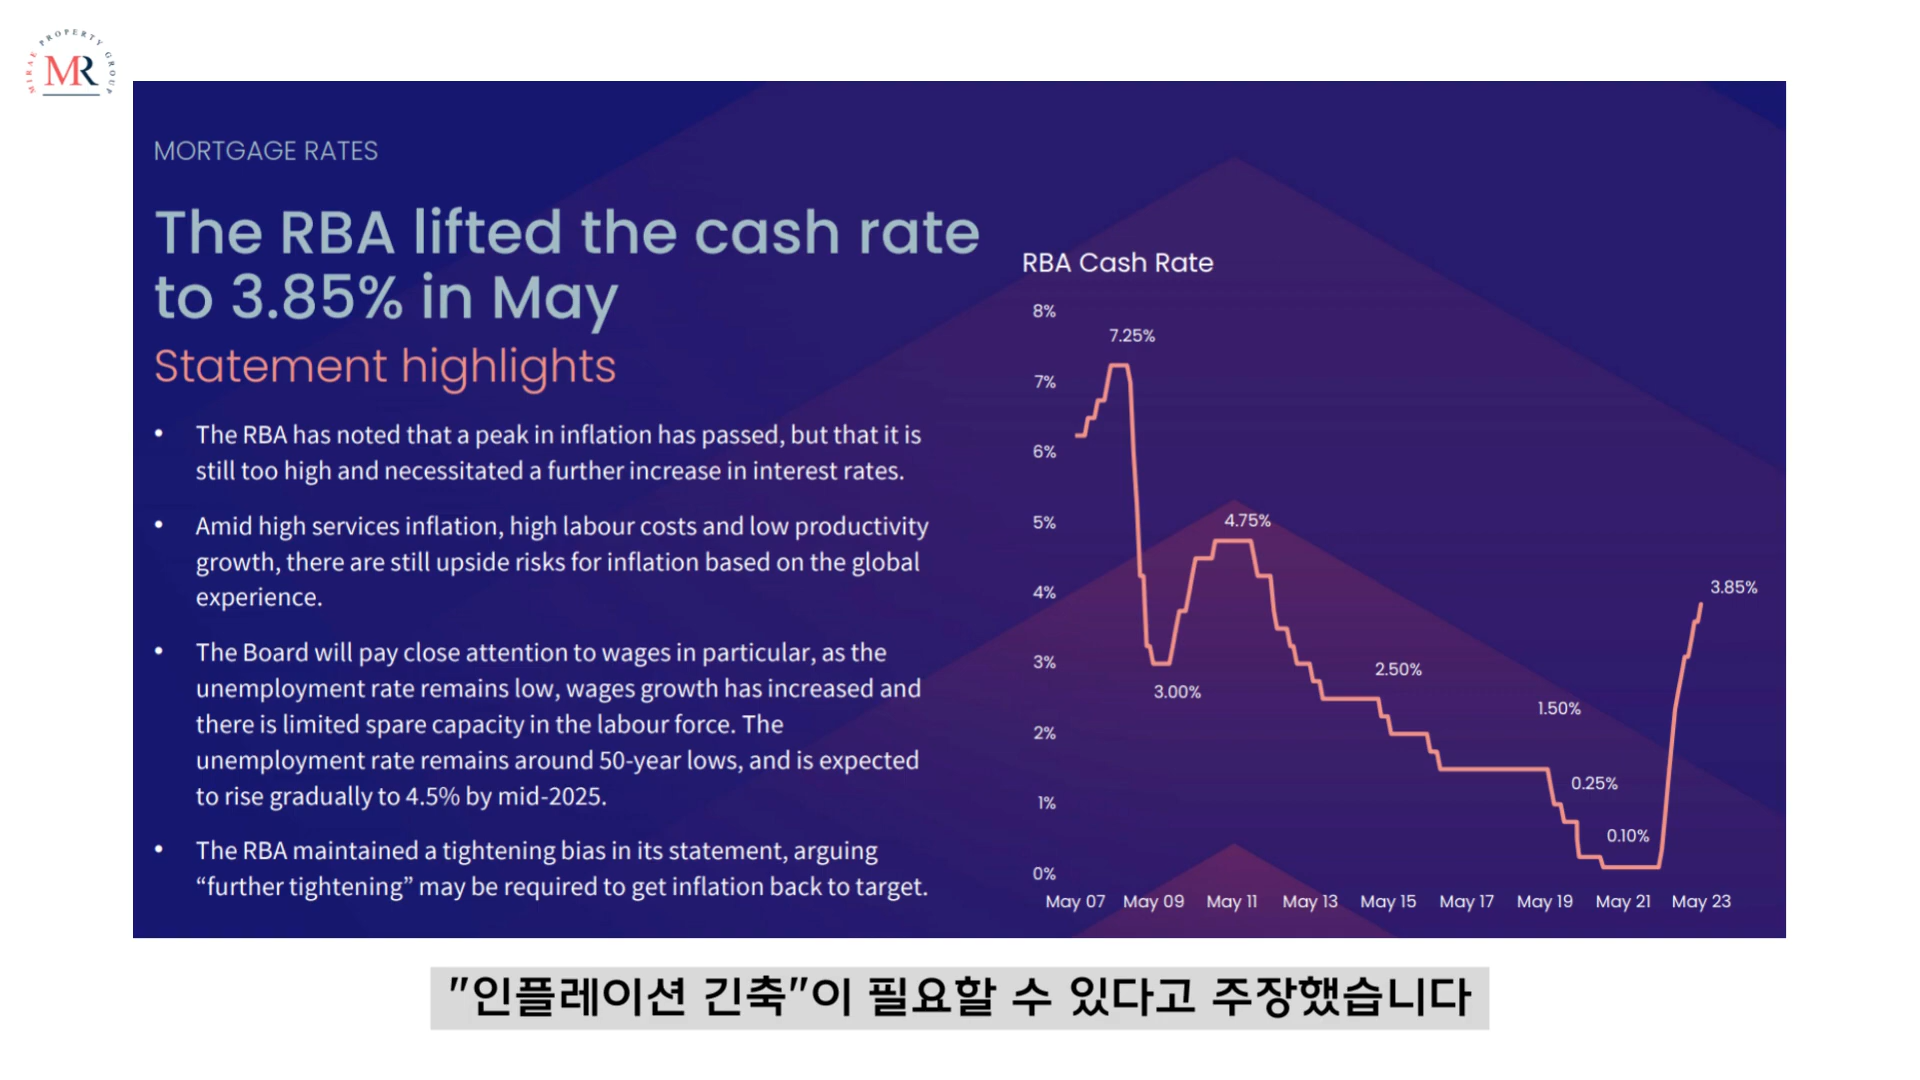 MIRAE PROPERTY GROUP
MR
MORTGAGE RATES
The RBA lifted the cash rate
to 3.85% in May
Statement highlights
• The RBA has noted that a peak in inflation has passed, but that it is
still too high and necessitated a further increase in interest rates.
• Amid high services inflation, high labour costs and low productivity
growth, there are still upside risks for inflation based on the global
experience.
• The Board will pay close attention to wages in particular, as the
unemployment rate remains low, wages growth has increased and
there is limited spare capacity in the labour force. The
unemployment rate remains around 50-year lows, and is expected
to rise gradually to 4.5% by mid-2025.
• The RBA maintained a tightening bias in its statement, arguing
“further tightening” may be required to get inflation back to target.
RBA Cash Rate
8%
7.25%
7%
6%
5%
4.75%
4%
3.85%
3%
2.50%
3.00%
1.50%
2%
0.25%
1%
0.10%
0%
May 07 May 09 May 11 May 13 May 15 May 17 May 19 May 21 May 23
"인플레이션 긴축"이 필요할 수 있다고 주장했습니다